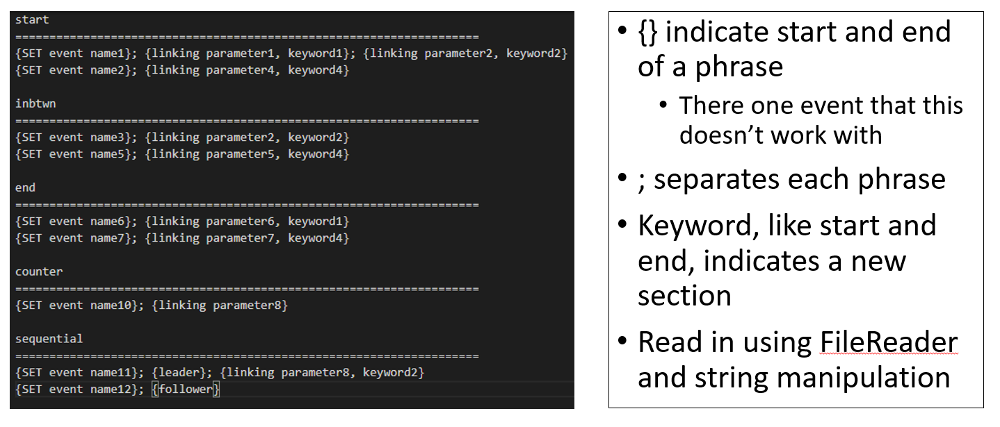 start
====================================================================
{SET event name1}; {linking parameter1, keyword1}; {linking parameter2, keyword2}
{SET event name2}; {linking parameter4, keyword4}
inbtwn
====================================================================
{SET event name3}; {linking parameter2, keyword2}
{SET event name5}; {linking parameter5, keyword4}
end
====================================================================
{SET event name6}; {linking parameter6, keyword1}
{SET event name7}; {linking parameter7, keyword4}
counter
====================================================================
{SET event name10}; {linking parameter8}
sequential
====================================================================
{SET event name11}; {leader}; {linking parameter8, keyword2}
{SET event name12}; {follower}
• {} indicate start and end
of a phrase
• There one event that this
doesn’t work with
• ; separates each phrase
• Keyword, like start and
end, indicates a new
section
• Read in using FileReader
and string manipulation